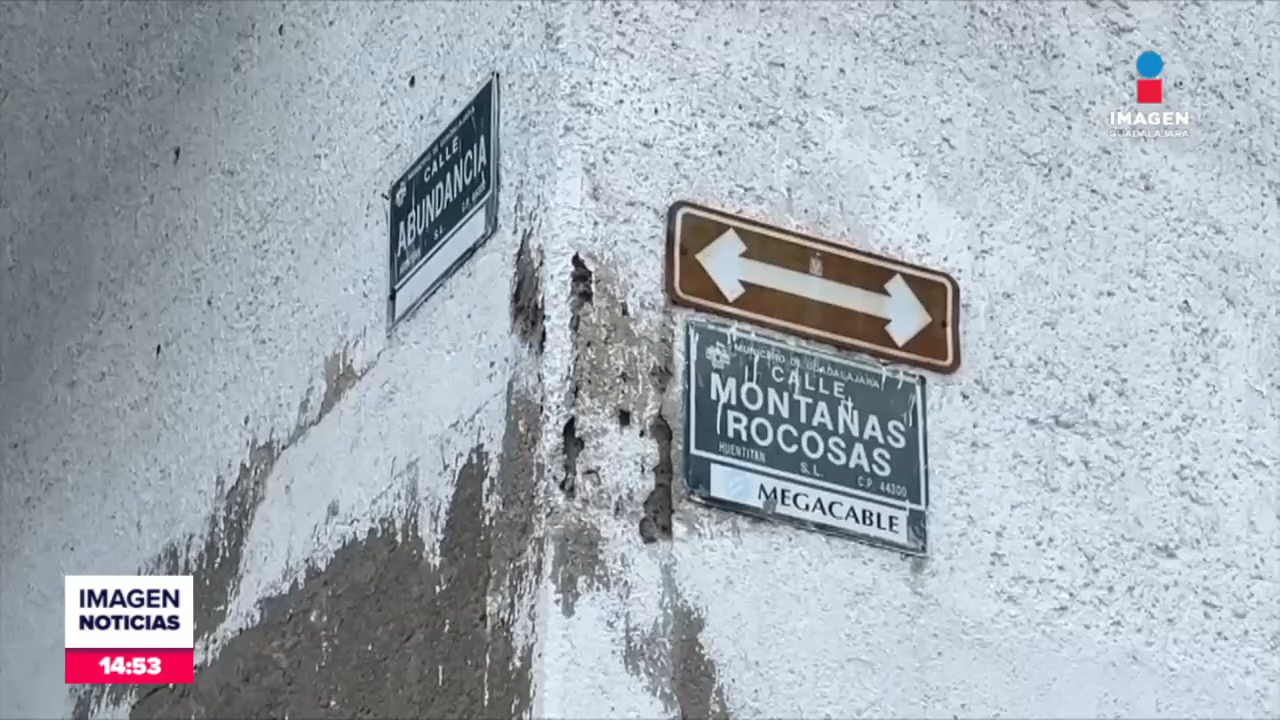 IMAGEN
GUADALAJARA
CALLE
ABUNDANCIA
S.L.
MUNICIPIO DE GUADALAJARA
CALLE
MONTAÑAS
ROCOSAS
HUENTITAN
S.L.
C.P. 44300
MEGACABLE
IMAGEN
NOTICIAS
14:53